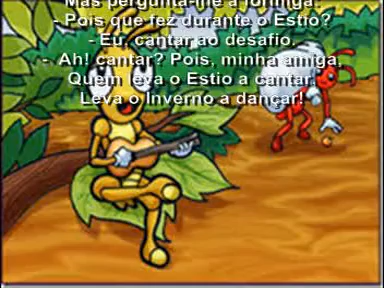 Mas pergunta-lhe a formiga:
- Pois que fez durante o Estio?
- Eu, cantar ao desafio.
- Ah! cantar? Pois, minha amiga,
Quem leva o Estio a cantar,
Leva o Inverno a dançar!